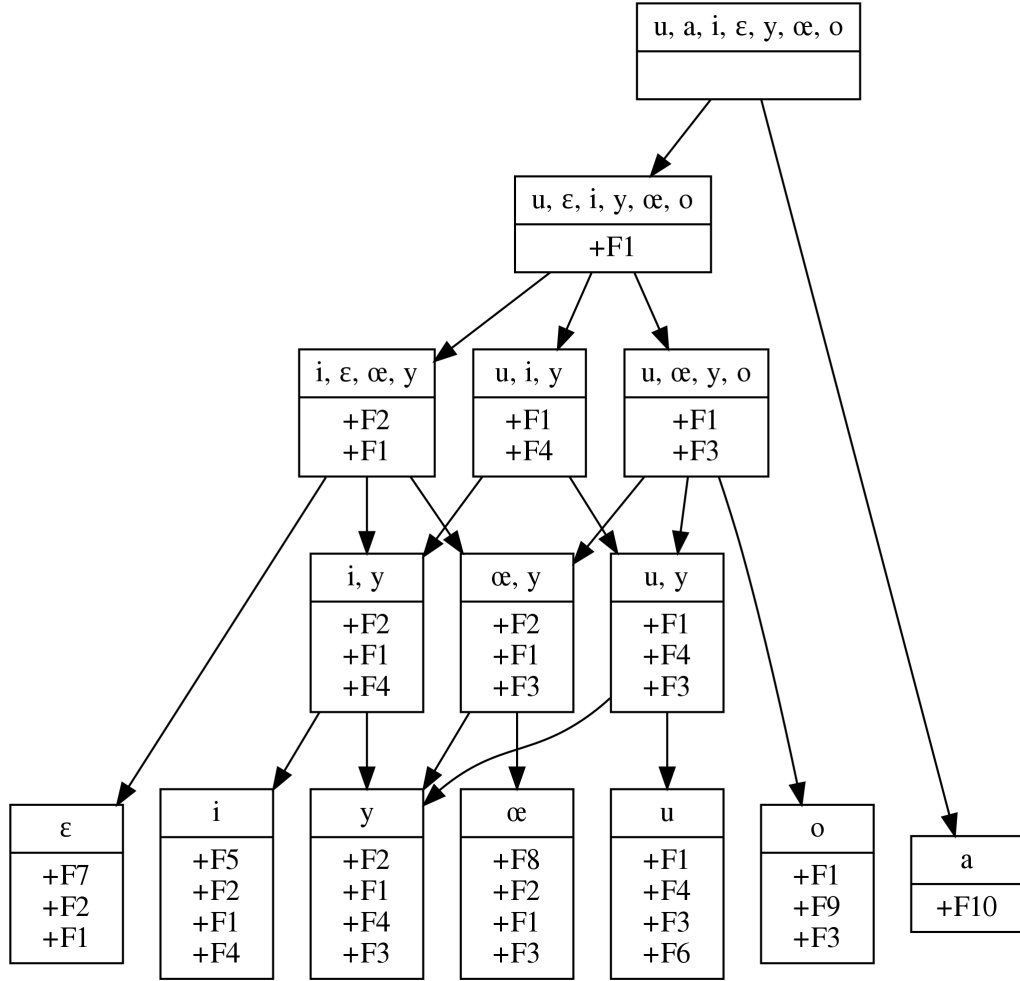 u, a, i, ε, y, œ, o
u, ε, i, y, œ, o
+F1
i, ε, œ, y
+F2
+F1
u, i, y
+F1
+F4
u, œ, y, o
+F1
+F3
i, y
+F2
+F1
+F4
œ, y
+F2
+F1
+F3
u, y
+F1
+F4
+F3
ε
+F7
+F2
+F1
i
+F5
+F2
+F1
+F4
y
+F2
+F1
+F4
+F3
œ
+F8
+F2
+F1
+F3
u
+F1
+F4
+F3
+F6
o
+F1
+F9
+F3
a
+F10